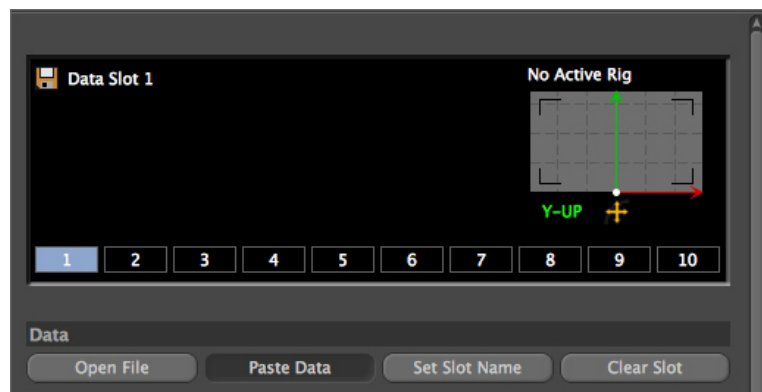 Data Slot 1
No Active Rig
Y-UP
1 2 3 4 5 6 7 8 9 10
Data
Open File Paste Data Set Slot Name Clear Slot